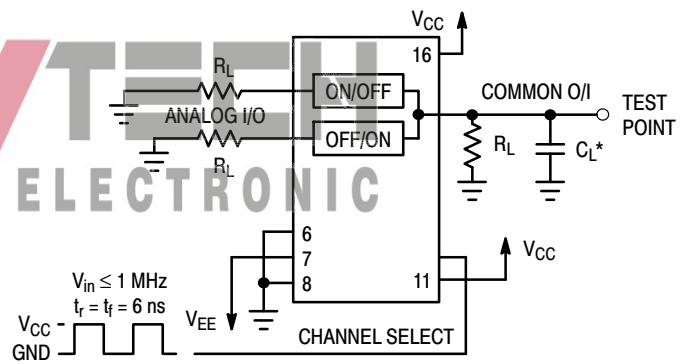 VCC
16
RL
ON/OFF
COMMON O/I
TEST
POINT
ANALOG I/O
OFF/ON
RL
RL
CL*
TECH
ELECTRONIC
6
7
8
11
VCC
Vin ≤ 1 MHz
tr = tf = 6 ns
VEE
VCC
GND
CHANNEL SELECT